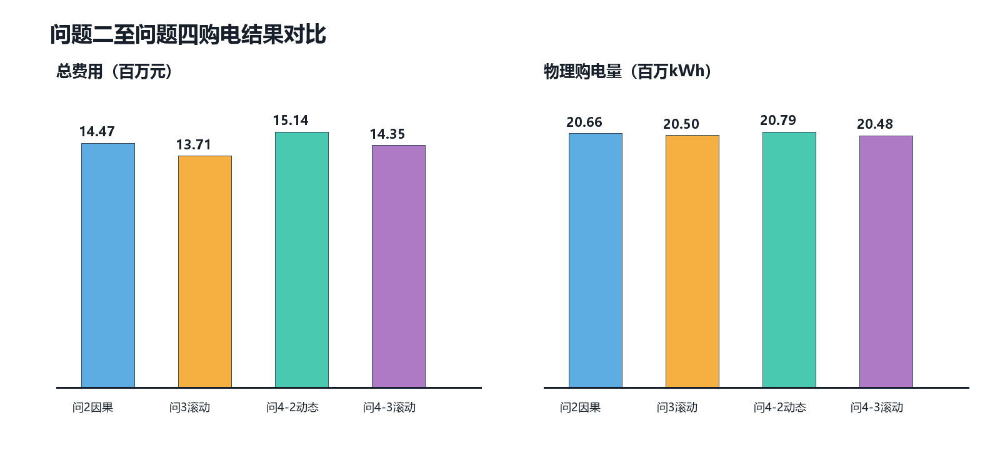 问题二至问题四购电结果对比
总费用（百万元）
14.47
13.71
15.14
14.35
问2因果
问3滚动
问4-2动态
问4-3滚动
物理购电量（百万kWh）
20.66
20.50
20.79
20.48
问2因果
问3滚动
问4-2动态
问4-3滚动